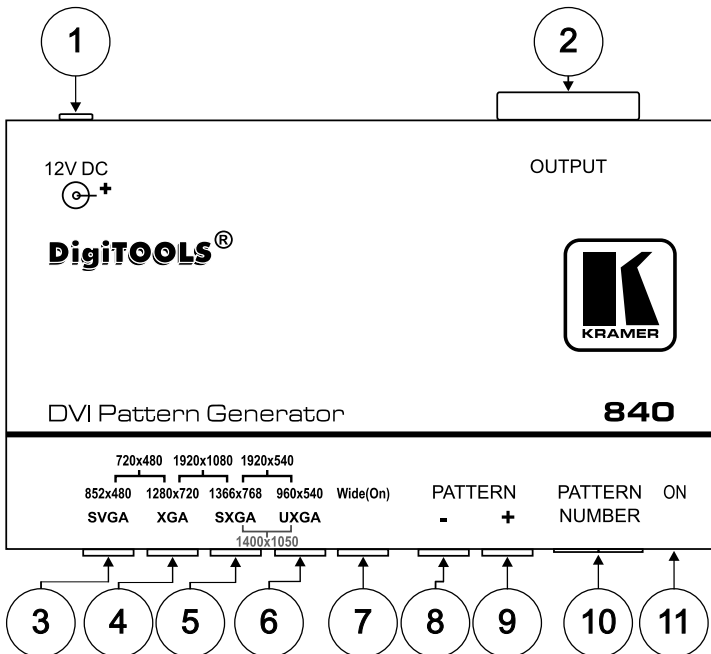 1 2
12V DC OUTPUT
+
DigiTOOLS®
K
KRAMER
DVI Pattern Generator 840
720x480 1920x1080 1920x540
852x480 1280x720 1366x768 960x540 Wide(On) PATTERN PATTERN ON
SVGA XGA SXGA UXGA - + NUMBER
1400x1050
3 4 5 6 7 8 9 10 11